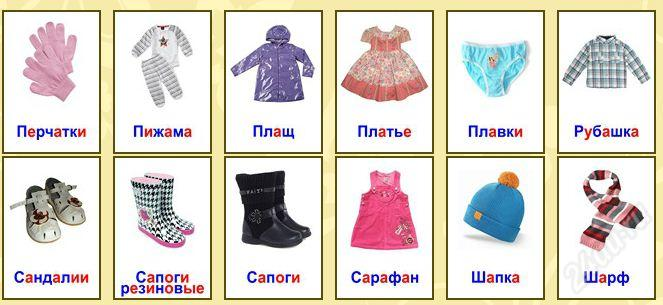 Перчатки
Пижама
Плащ
Платье
Плавки
Рубашка
Сандалии
Сапоги
резиновые
Сапоги
Сарафан
Шапка
Шарф